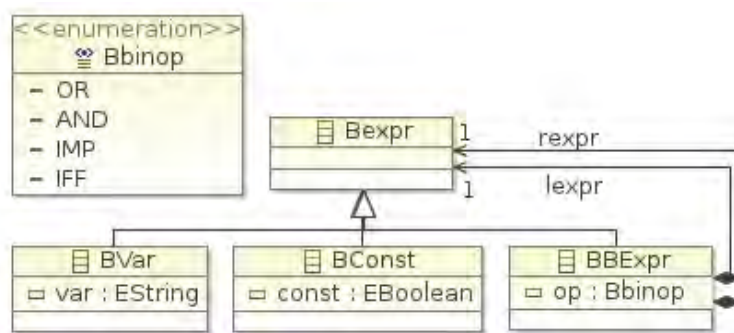 <<enumeration>>
Bbinop
- OR
- AND
- IMP
- IFF
Bexpr
1
rexpr
lexpr
1
BVar
var : EString
BConst
const : EBoolean
BBExpr
op : Bbinop